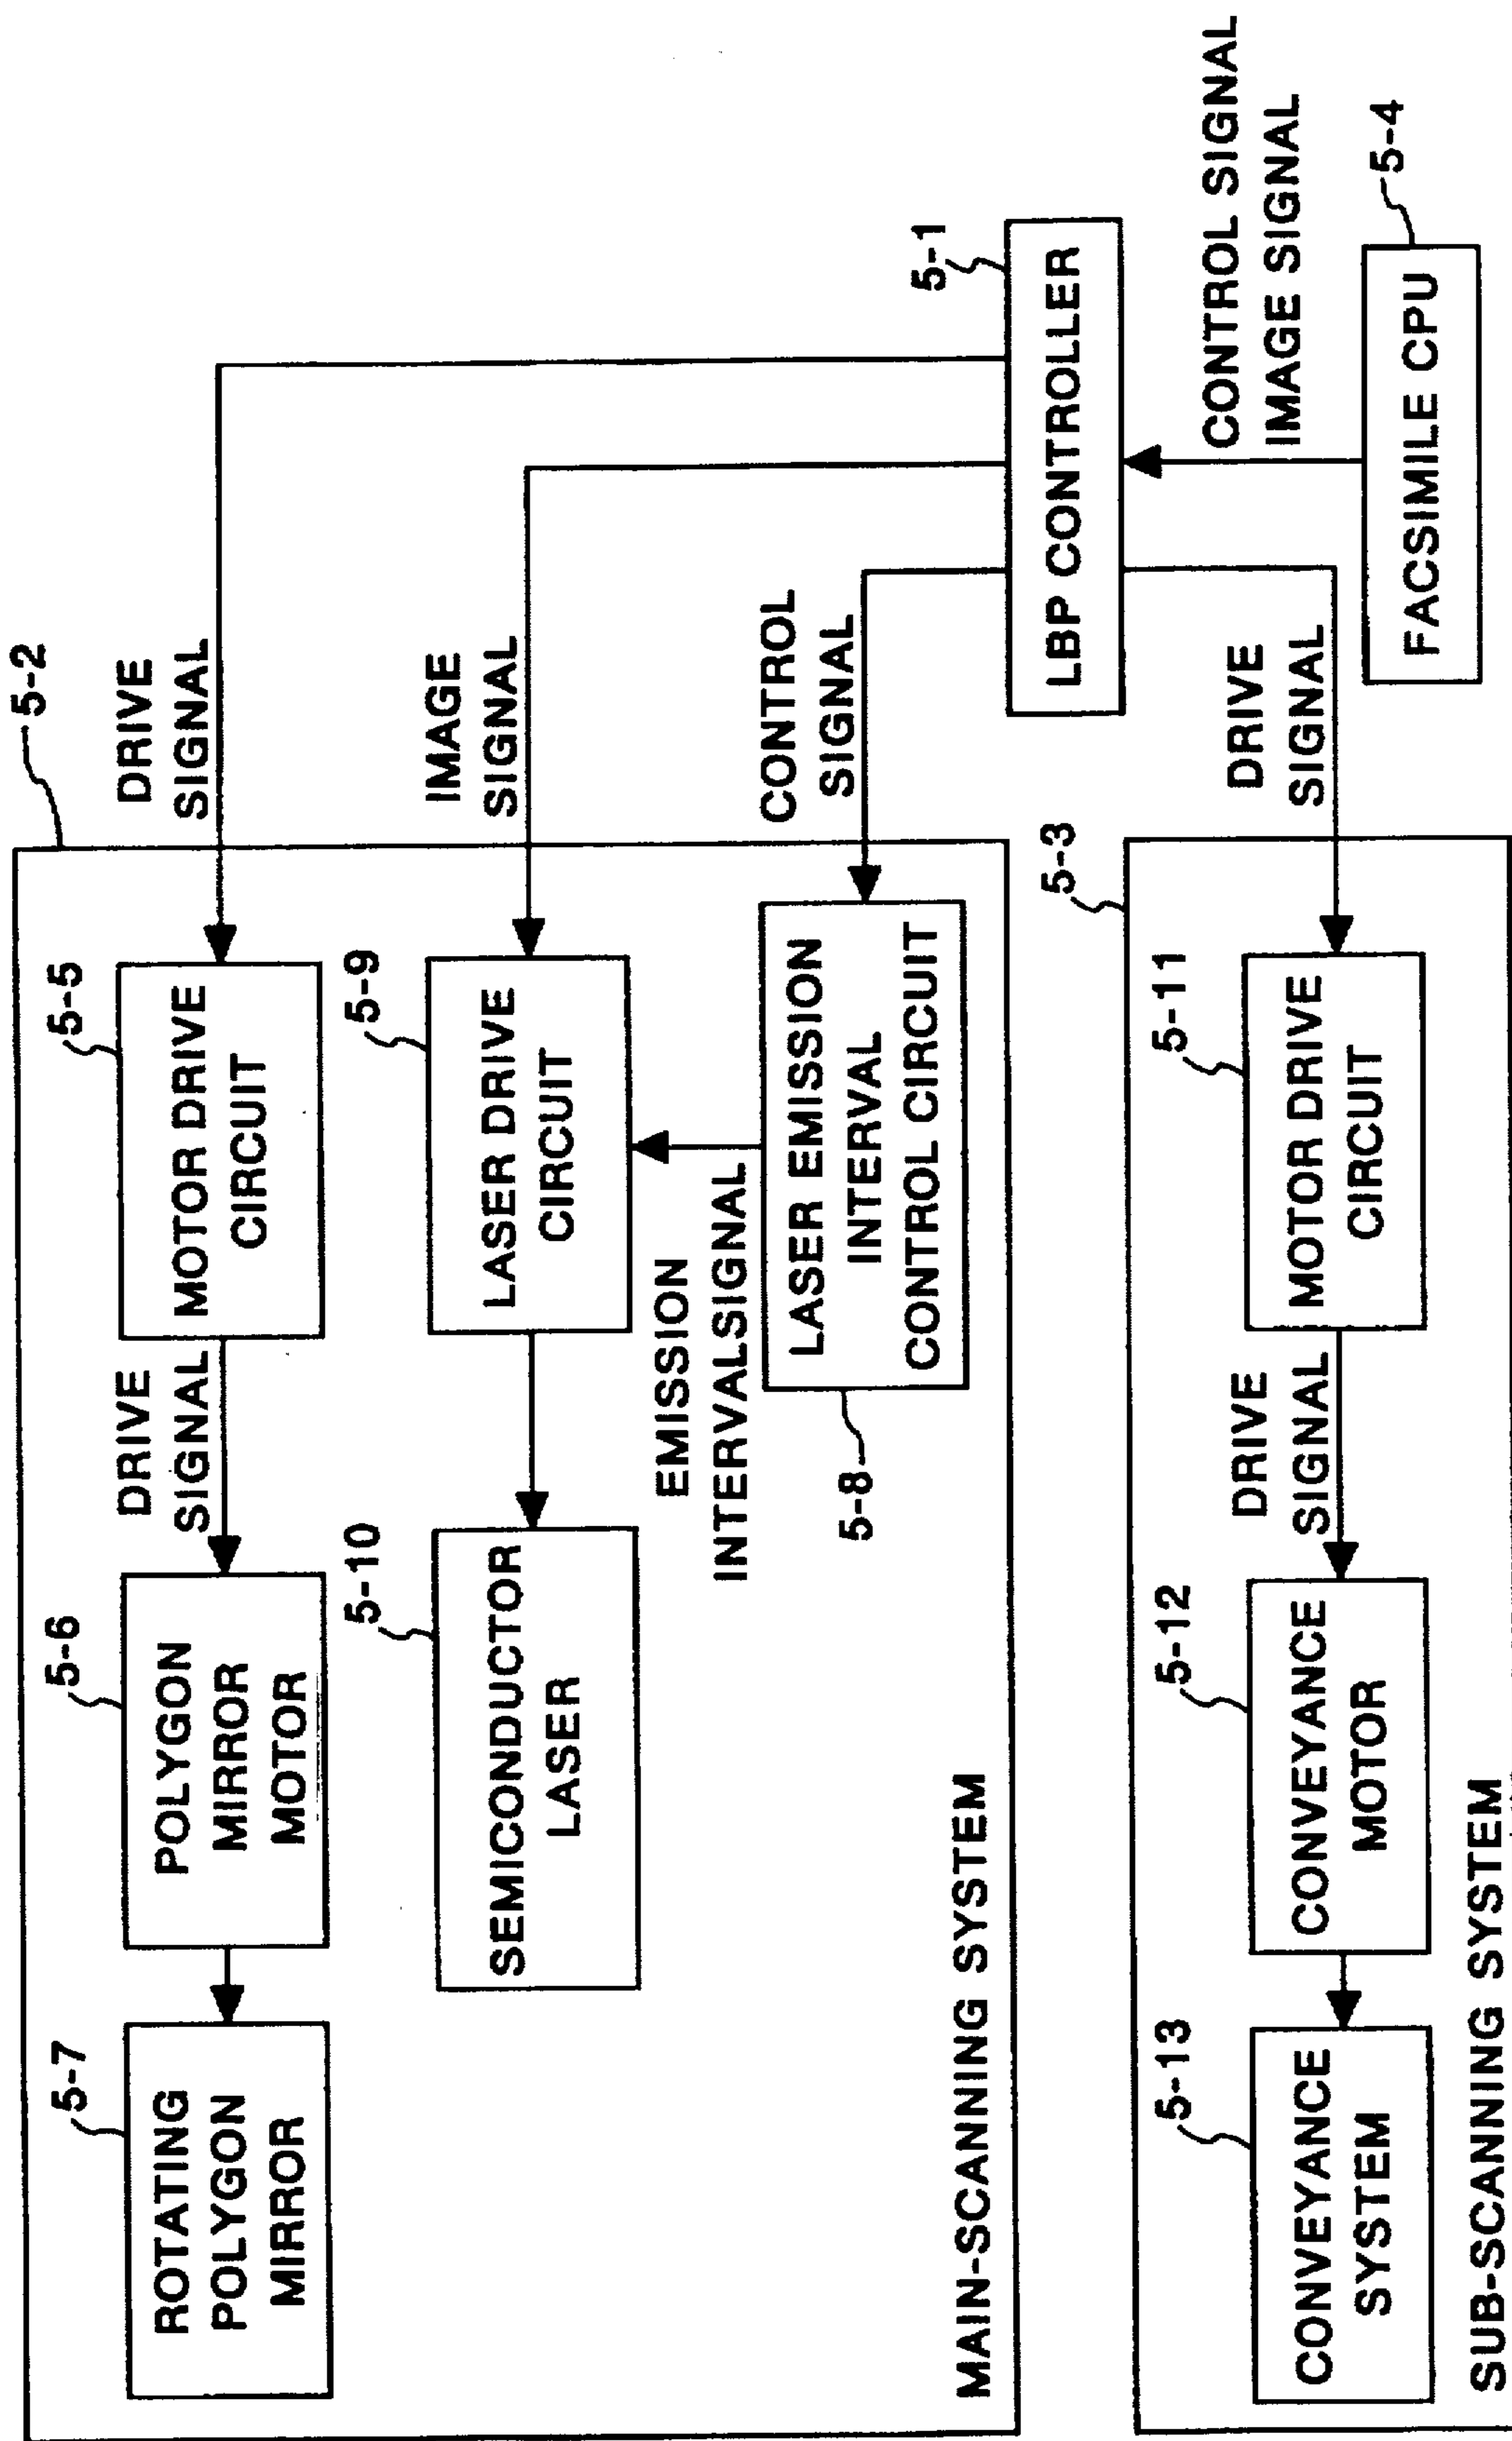 5-2
5-7
ROTATING
POLYGON
MIRROR
5-6
POLYGON
MIRROR
MOTOR
DRIVE
SIGNAL
5-5
MOTOR DRIVE
CIRCUIT
DRIVE
SIGNAL
5-10
SEMICONDUCTOR
LASER
5-9
LASER DRIVE
CIRCUIT
IMAGE
SIGNAL
EMISSION
INTERVALSIGNAL
5-8
LASER EMISSION
INTERVAL
CONTROL CIRCUIT
CONTROL
SIGNAL
MAIN-SCANNING SYSTEM
5-1
LBP CONTROLLER
5-3
5-13
CONVEYANCE
SYSTEM
5-12
CONVEYANCE
MOTOR
DRIVE
SIGNAL
5-11
MOTOR DRIVE
CIRCUIT
DRIVE
SIGNAL
SUB-SCANNING SYSTEM
CONTROL SIGNAL
IMAGE SIGNAL
5-4
FACSIMILE CPU